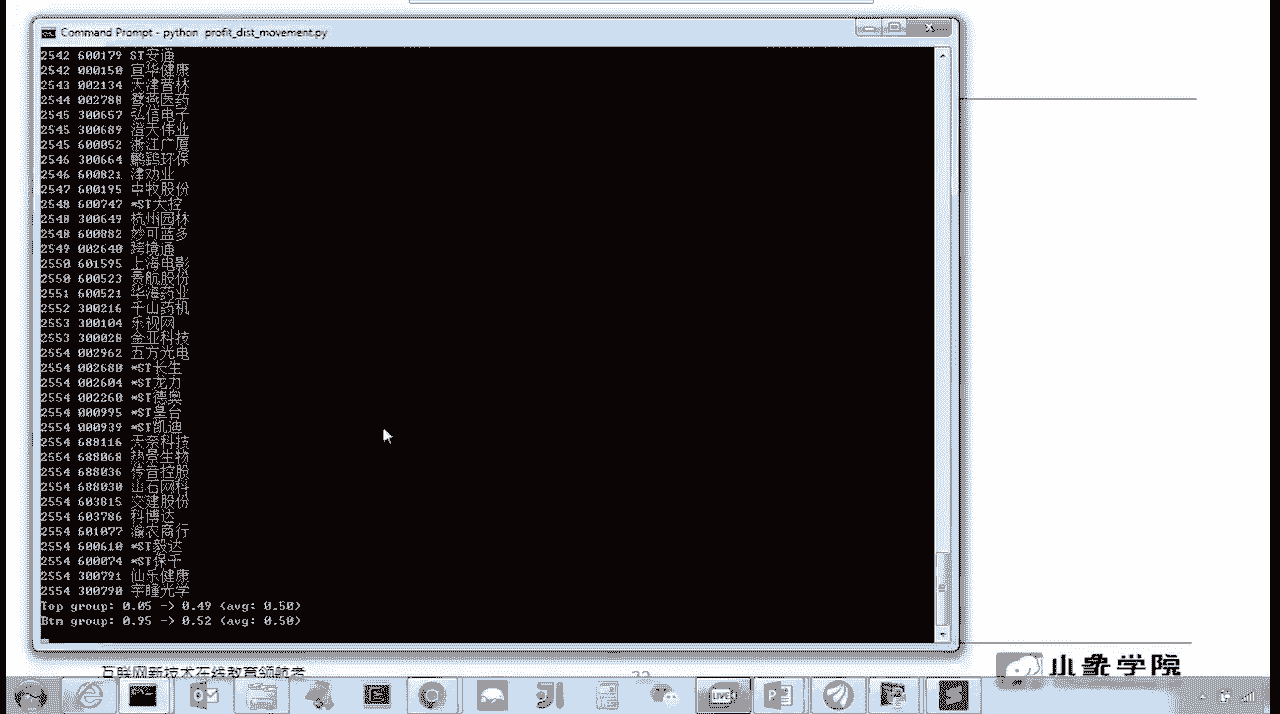 Command Prompt - python profit_dist_movement.py
2542 600179 ST安通
2542 000150 宜华健康
2543 002134 天津普林
2544 002788 鹭燕医药
2545 300657 弘信电子
2545 300689 澄天伟业
2545 600052 浙江广厦
2546 300664 鹏鹞环保
2546 600821 津劝业
2547 600195 中牧股份
2548 600747 *ST大控
2548 300649 杭州园林
2548 600882 妙可蓝多
2549 002640 跨境通
2550 601595 上海电影
2550 600323
2551 600521 华海药业
2552 300216 千山药机
2553 300104 乐视网
2553 300028 金亚科技
2554 002962 五方光电
2554 002680 *ST长生
2554 002604 *ST龙力
2554 002260 *ST德奥
2554 000995 *ST皇台
2554 000939 *ST凯迪
2554 688116 天奈科技
2554 688068 热景生物
2554 688036 传音控股
2554 688030 山石网科
2554 603815 交建股份
2554 603786 科博达
2554 601077 渝农商行
2554 600610 *ST毅达
2554 600074 *ST保千
2554 300791 仙乐健康
2554 300790 宇瞳光学
Top group: 0.05 -> 0.49 (avg: 0.50)
Btm group: 0.95 -> 0.52 (avg: 0.50)
互联网新技术在线教育领航者
小象学院
LIVE